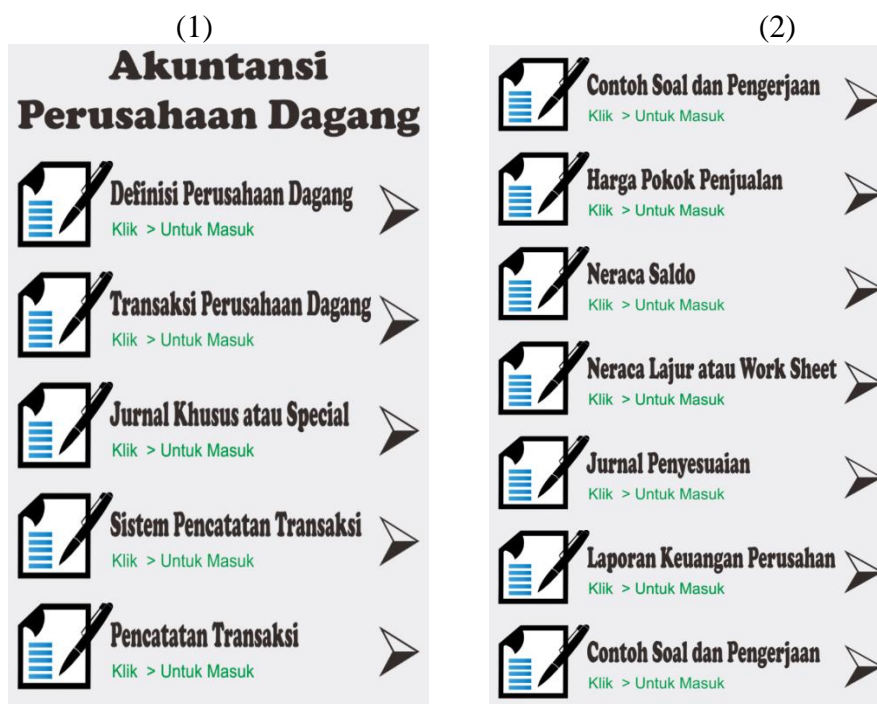 (1)
Akuntansi
Perusahaan Dagang
Definisi Perusahaan Dagang
Klik > Untuk Masuk
Transaksi Perusahaan Dagang
Klik > Untuk Masuk
Jurnal Khusus atau Special
Klik > Untuk Masuk
Sistem Pencatatan Transaksi
Klik > Untuk Masuk
Pencatatan Transaksi
Klik > Untuk Masuk
(2)
Contoh Soal dan Pengerjaan
Klik > Untuk Masuk
Harga Pokok Penjualan
Klik > Untuk Masuk
Neraca Saldo
Klik > Untuk Masuk
Neraca Lajur atau Work Sheet
Klik > Untuk Masuk
Jurnal Penyesuaian
Klik > Untuk Masuk
Laporan Keuangan Perusahan
Klik > Untuk Masuk
Contoh Soal dan Pengerjaan
Klik > Untuk Masuk